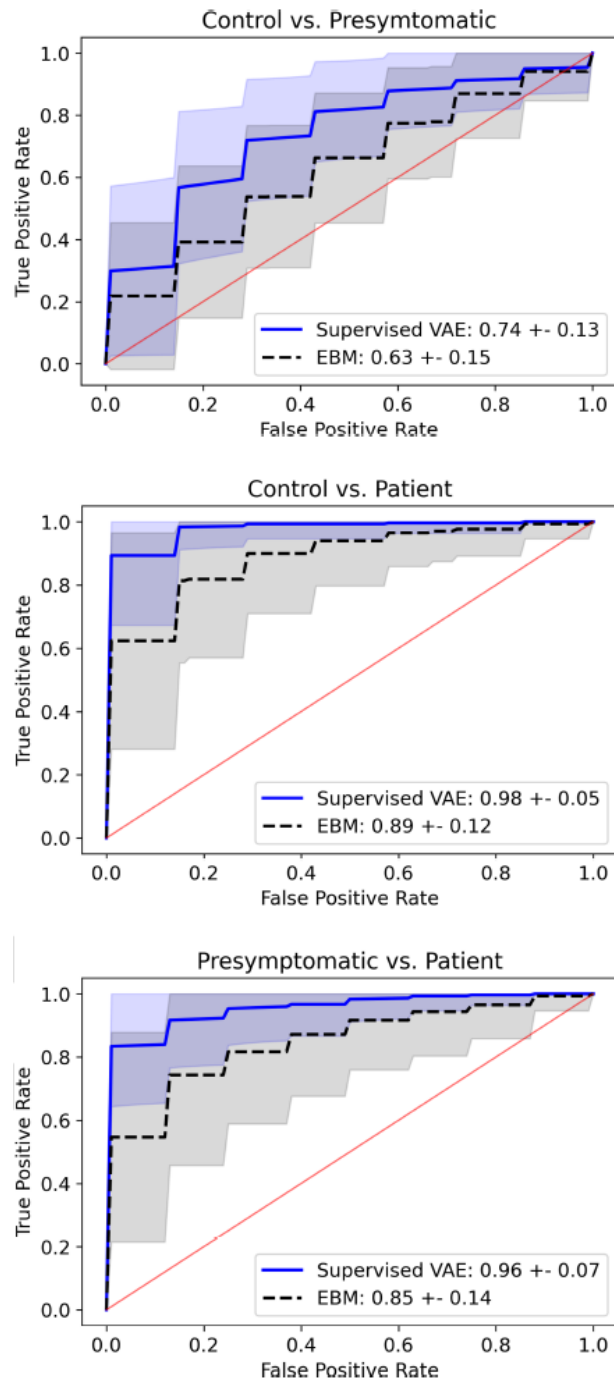 Control vs. Presymtomatic
1.0
0.8
0.6
0.4
0.2
0.0
True Positive Rate
Supervised VAE: 0.74 +- 0.13
EBM: 0.63 +- 0.15
0.0 0.2 0.4 0.6 0.8 1.0
False Positive Rate
Control vs. Patient
1.0
0.8
0.6
0.4
0.2
0.0
True Positive Rate
Supervised VAE: 0.98 +- 0.05
EBM: 0.89 +- 0.12
0.0 0.2 0.4 0.6 0.8 1.0
False Positive Rate
Presymptomatic vs. Patient
1.0
0.8
0.6
0.4
0.2
0.0
True Positive Rate
Supervised VAE: 0.96 +- 0.07
EBM: 0.85 +- 0.14
0.0 0.2 0.4 0.6 0.8 1.0
False Positive Rate